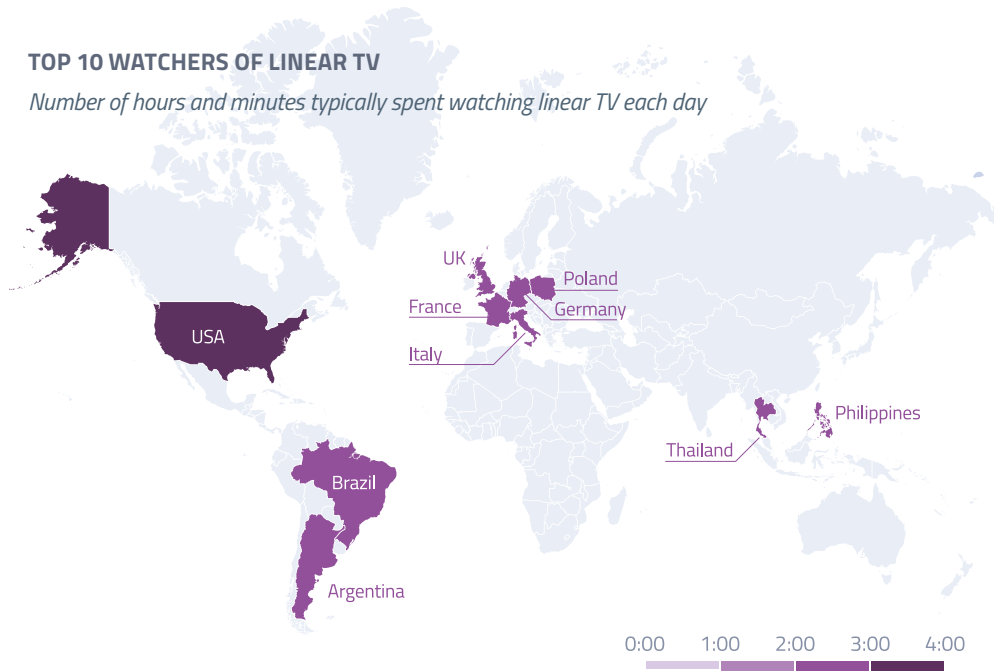 TOP 10 WATCHERS OF LINEAR TV
Number of hours and minutes typically spent watching linear TV each day
UK
Poland
France
Germany
USA
Italy
Philippines
Thailand
Brazil
Argentina
0:00 1:00 2:00 3:00 4:00